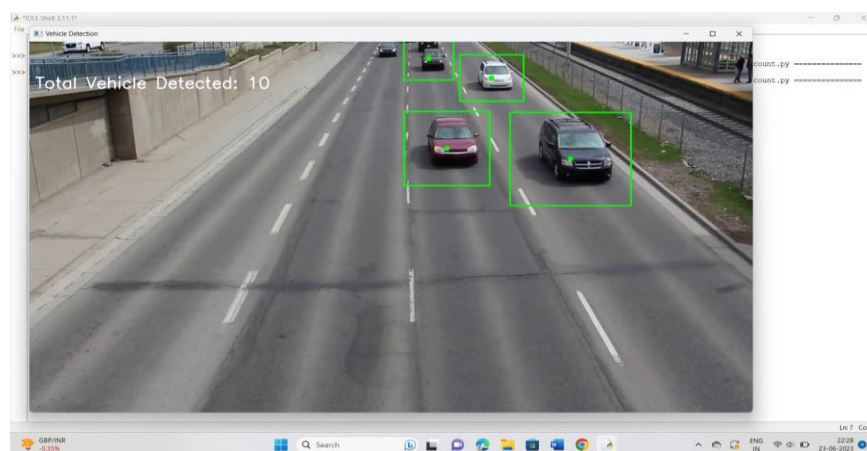 *IDLE Shell 3.11.1*
File
Vehicle Detection
>>>
count.py ===============
>>>
count.py ===============
Total Vehicle Detected: 10
Ln: 7 Co
GBP/INR
-0.35%
Search
ENG
IN
22:28
23-06-2023